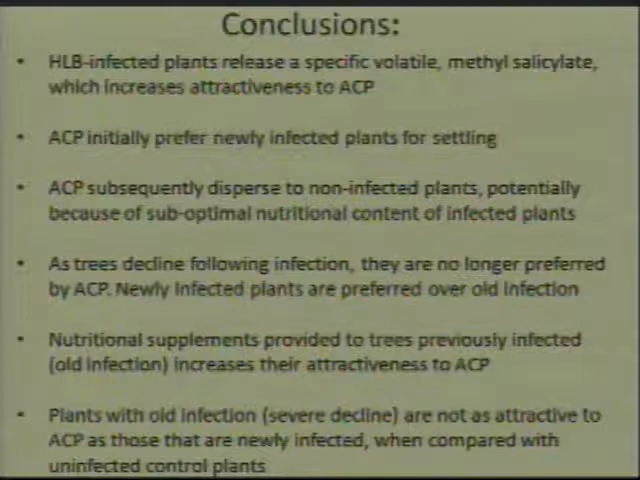 Conclusions:
• HLB-infected plants release a specific volatile, methyl salicylate,
which increases attractiveness to ACP
• ACP initially prefer newly infected plants for settling
• ACP subsequently disperse to non-infected plants, potentially
because of sub-optimal nutritional content of infected plants
• As trees decline following infection, they are no longer preferred
by ACP. Newly infected plants are preferred over old infection
• Nutritional supplements provided to trees previously infected
(old infection) increases their attractiveness to ACP
• Plants with old infection (severe decline) are not as attractive to
ACP as those that are newly infected, when compared with
uninfected control plants